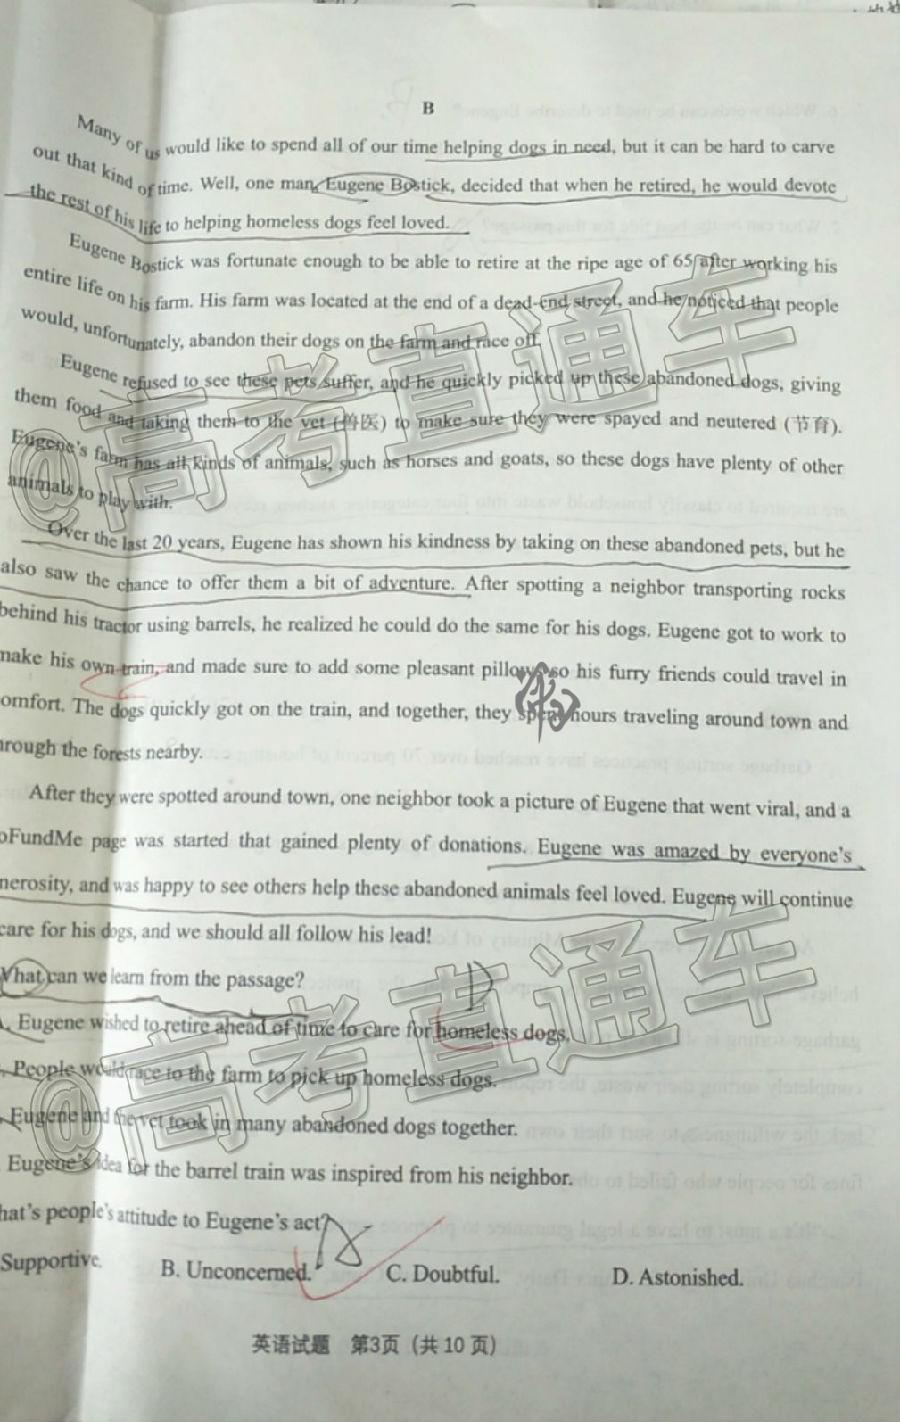 B
Many of us would like to spend all of our time helping dogs in need, but it can be hard to carve
out that kind of time. Well, one man, Eugene Bostick, decided that when he retired, he would devote
the rest of his life to helping homeless dogs feel loved.
Eugene Bostick was fortunate enough to be able to retire at the ripe age of 65 after working his
entire life on his farm. His farm was located at the end of a dead-end street, and he noticed that people
would, unfortunately, abandon their dogs on the farm and race off.
Eugene refused to see these pets suffer, and he quickly picked up these abandoned dogs, giving
them food and taking them to the vet (兽医) to make sure they were spayed and neutered (节育).
Eugene's farm has all kinds of animals, such as horses and goats, so these dogs have plenty of other
animals to play with.
Over the last 20 years, Eugene has shown his kindness by taking on these abandoned pets, but he
also saw the chance to offer them a bit of adventure. After spotting a neighbor transporting rocks
behind his tractor using barrels, he realized he could do the same for his dogs. Eugene got to work to
make his own train, and made sure to add some pleasant pillows so his furry friends could travel in
omfort. The dogs quickly got on the train, and together, they spent hours traveling around town and
rough the forests nearby.
After they were spotted around town, one neighbor took a picture of Eugene that went viral, and a
oFundMe page was started that gained plenty of donations. Eugene was amazed by everyone's
nerosity, and was happy to see others help these abandoned animals feel loved. Eugene will continue
care for his dogs, and we should all follow his lead!
What can we learn from the passage? D
Eugene wished to retire ahead of time to care for homeless dogs.
People would race to the farm to pick up homeless dogs.
Eugene and the vet took in many abandoned dogs together.
Eugene's idea for the barrel train was inspired from his neighbor.
hat's people's attitude to Eugene's act? A
Supportive. B. Unconcerned. C. Doubtful. D. Astonished.
英语试题 第3页 (共 10 页)
@高考直通车
@高考直通车